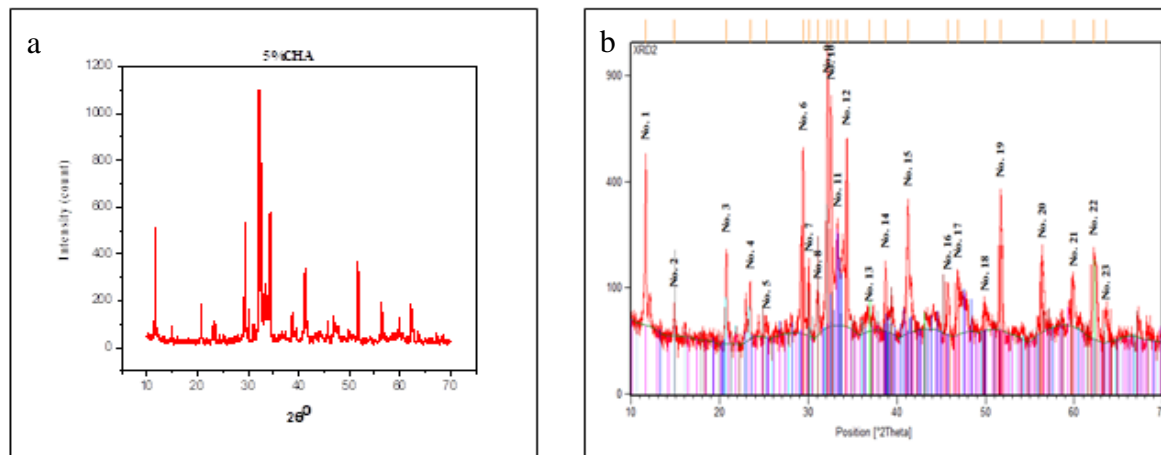 a
5%CHA
1200
1000
800
600
400
200
0
Intensity (count)
10 20 30 40 50 60 70
2θ°
b
XRD2
900
400
100
0
No. 1
No. 2
No. 3
No. 4
No. 5
No. 6
No. 7
No. 8
No. 10
No. 11
No. 12
No. 13
No. 14
No. 15
No. 16
No. 17
No. 18
No. 19
No. 20
No. 21
No. 22
No. 23
10 20 30 40 50 60
Position [°2Theta]